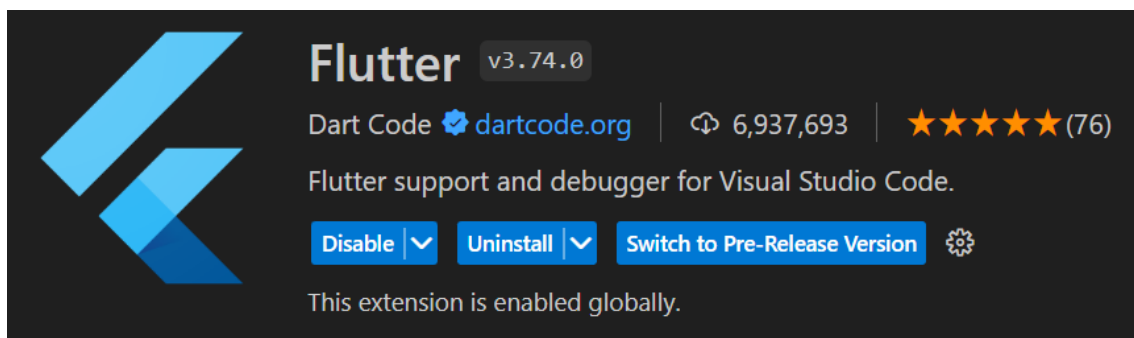 Flutter v3.74.0
Dart Code dartcode.org 6,937,693 (76)
Flutter support and debugger for Visual Studio Code.
Disable Uninstall Switch to Pre-Release Version
This extension is enabled globally.